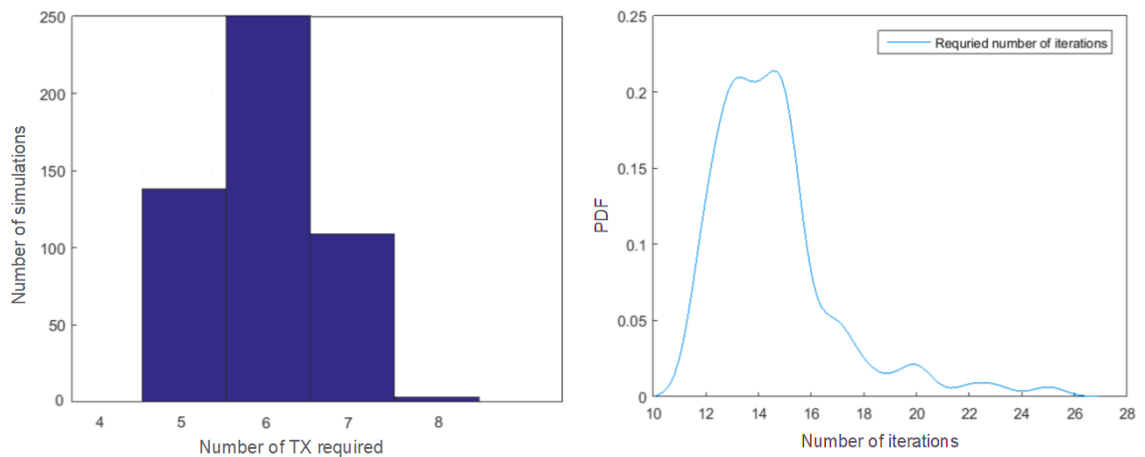 250
200
150
100
50
0
Number of simulations
4 5 6 7 8
Number of TX required
0.25
0.2
0.15
0.1
0.05
0
PDF
Requried number of iterations
10 12 14 16 18 20 22 24 26 28
Number of iterations